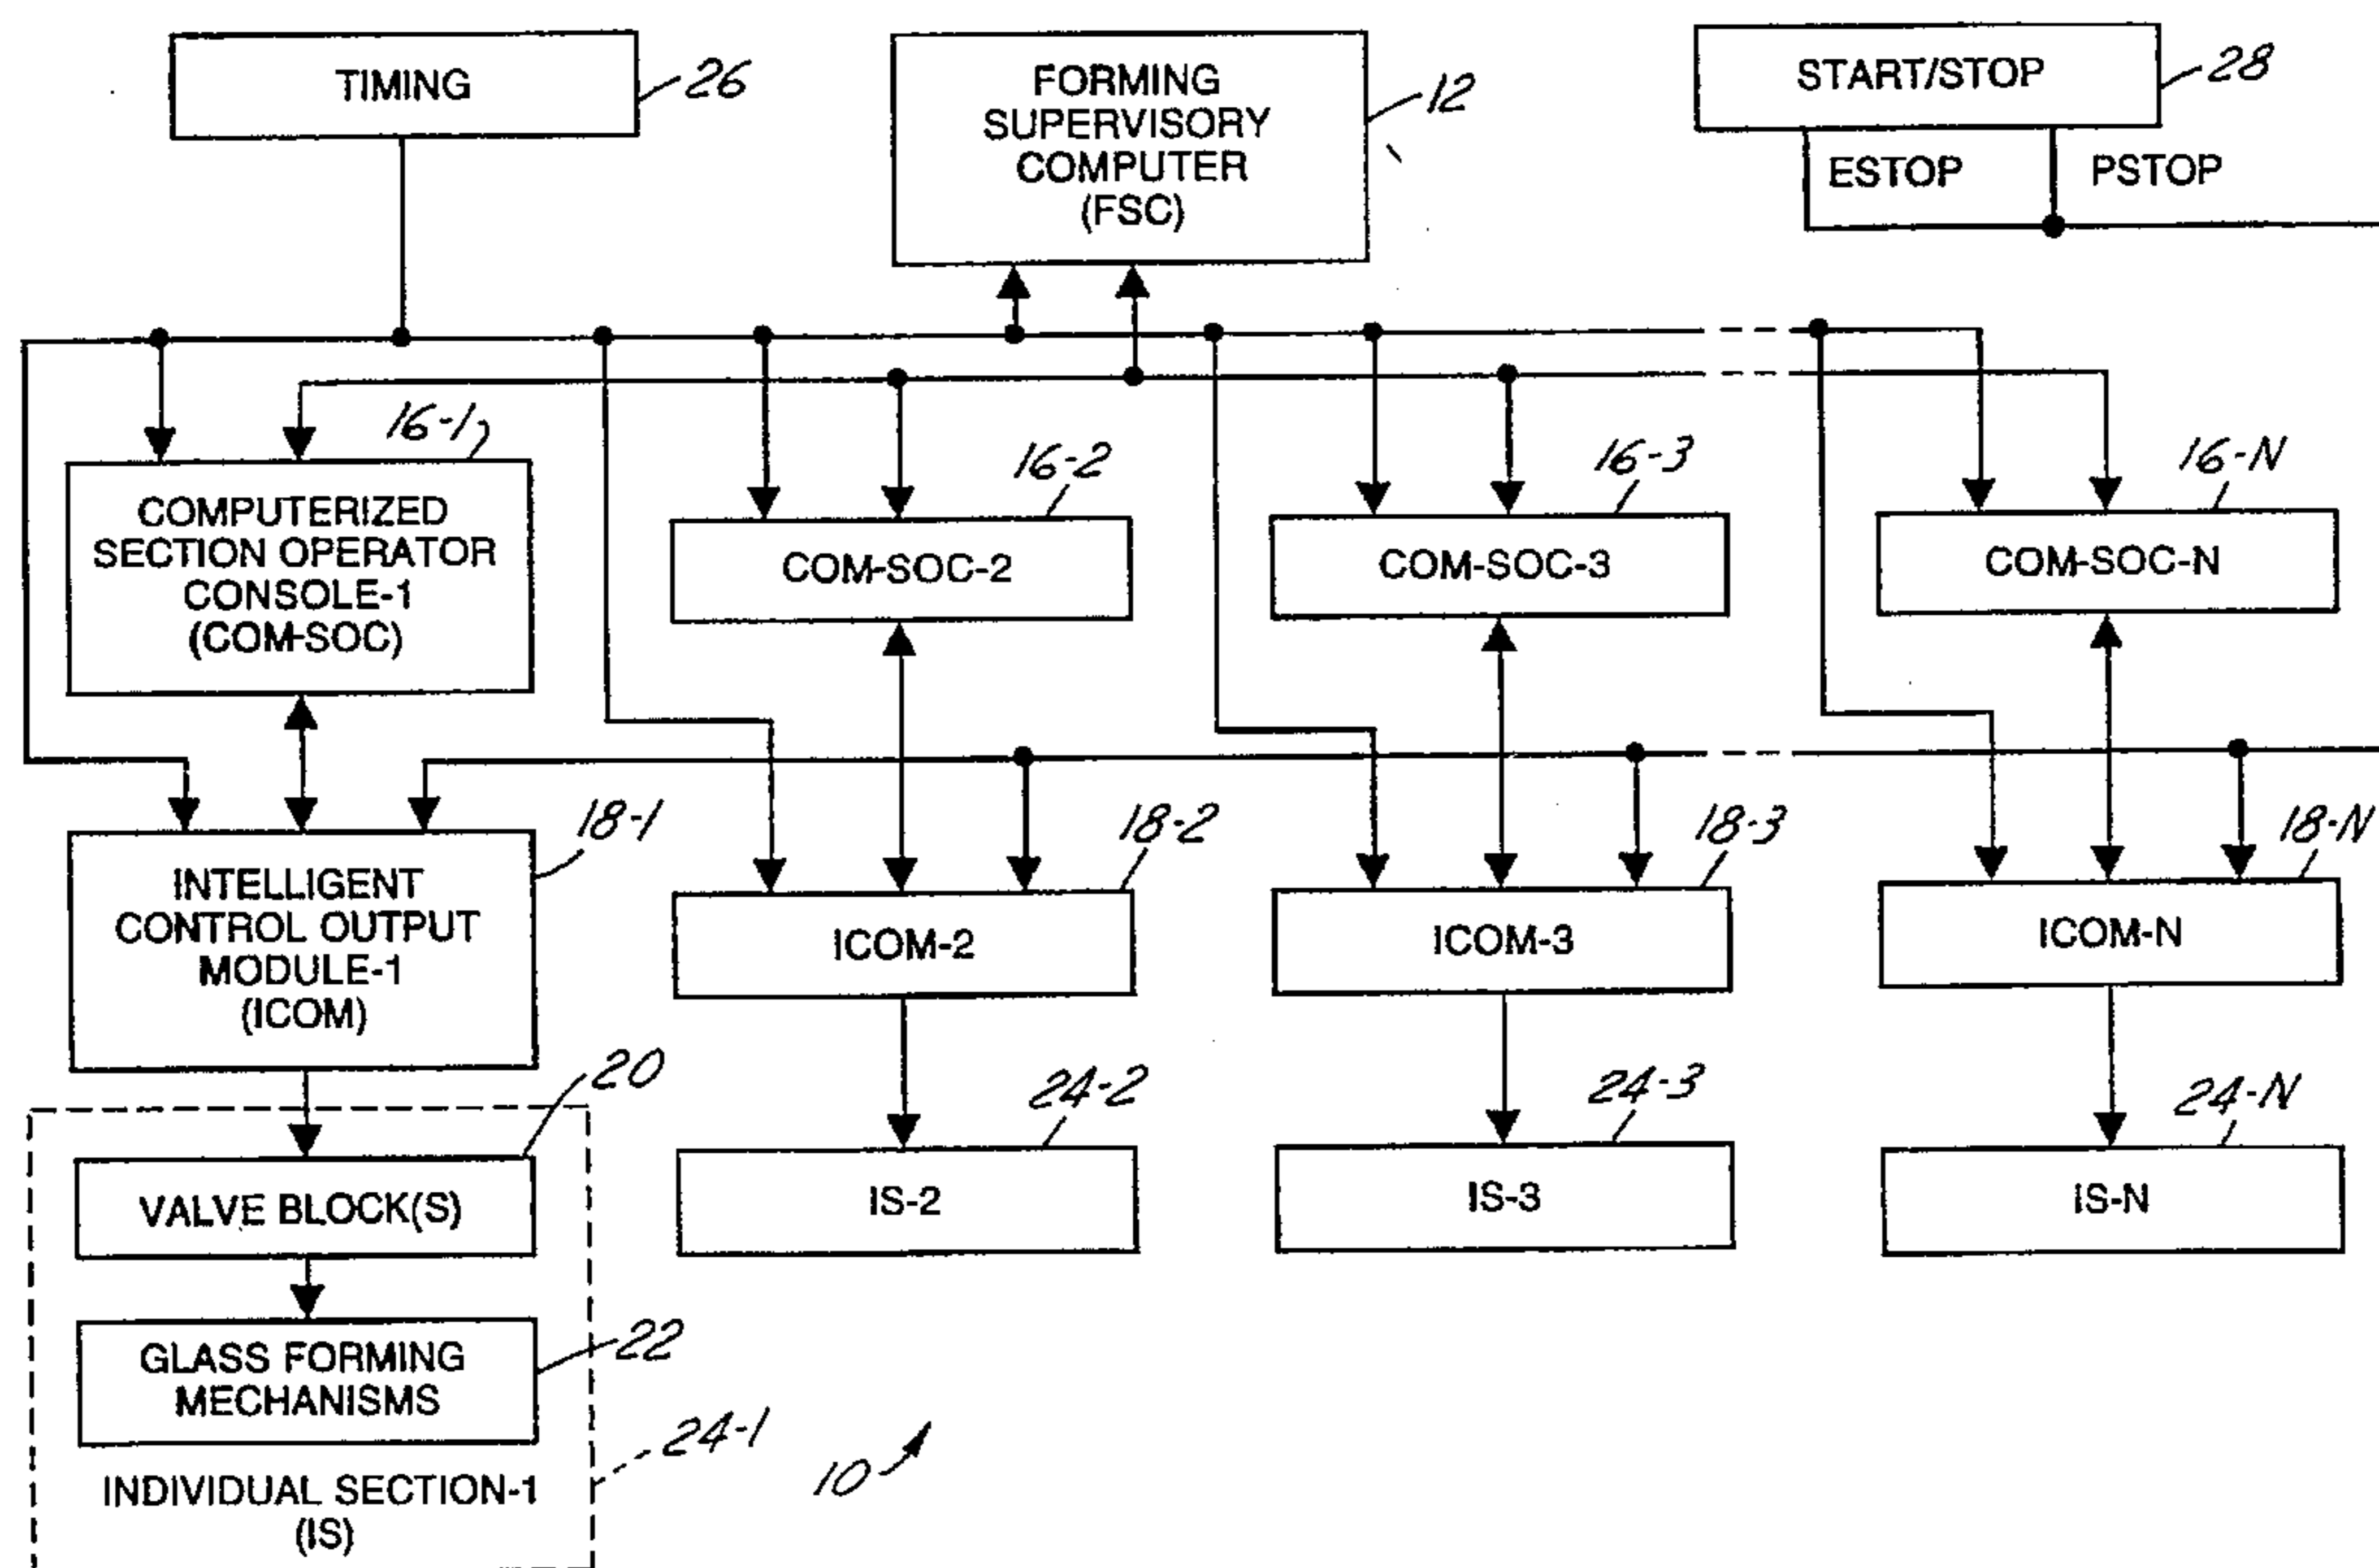 TIMING
26
FORMING
SUPERVISORY
COMPUTER
(FSC)
12
START/STOP
28
ESTOP
PSTOP
16-1
COMPUTERIZED
SECTION OPERATOR
CONSOLE-1
(COM-SOC)
16-2
COM-SOC-2
16-3
COM-SOC-3
16-N
COM-SOC-N
18-1
INTELLIGENT
CONTROL OUTPUT
MODULE-1
(ICOM)
18-2
ICOM-2
18-3
ICOM-3
18-N
ICOM-N
20
VALVE BLOCK(S)
24-2
IS-2
24-3
IS-3
24-N
IS-N
GLASS FORMING
MECHANISMS
22
24-1
INDIVIDUAL SECTION-1
(IS)
10